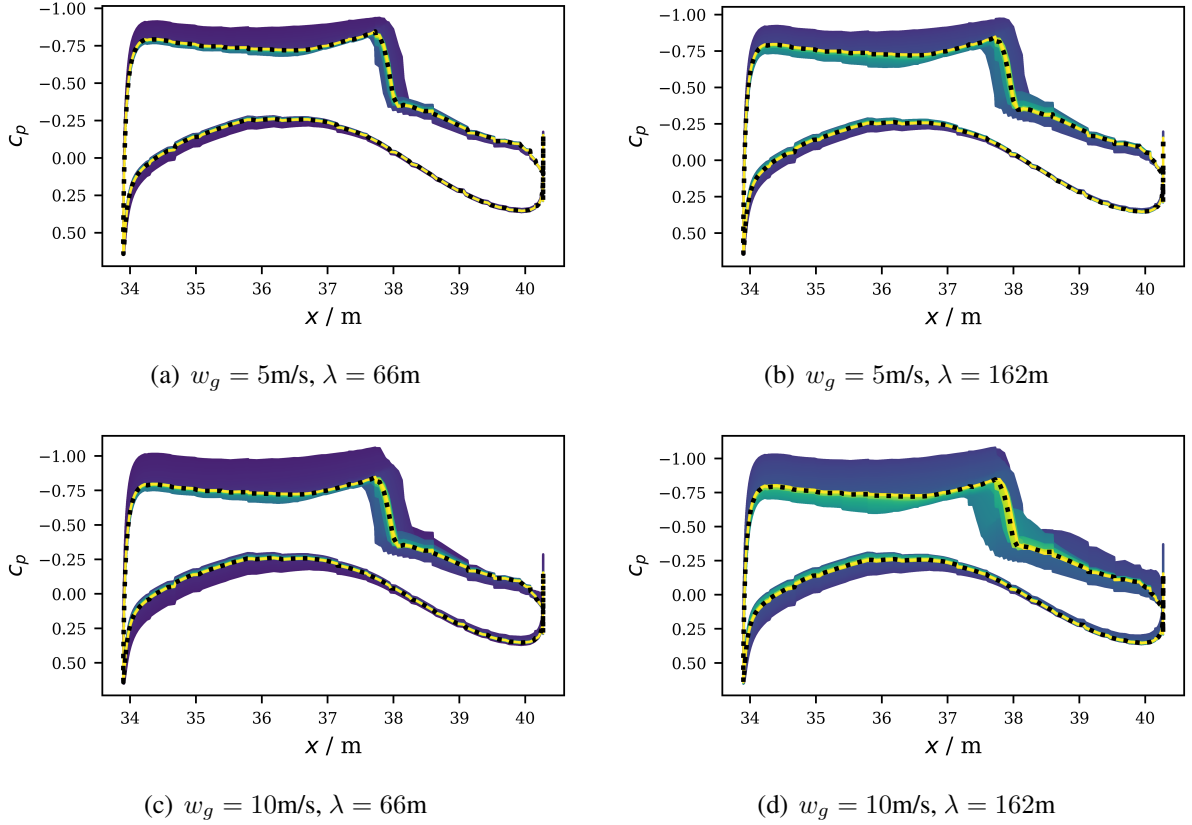 −1.00
−0.75
−0.50
−0.25
0.00
0.25
0.50
c_p
34 35 36 37 38 39 40
x / m
(a) w_g = 5m/s, λ = 66m
−1.00
−0.75
−0.50
−0.25
0.00
0.25
0.50
c_p
34 35 36 37 38 39 40
x / m
(b) w_g = 5m/s, λ = 162m
−1.00
−0.75
−0.50
−0.25
0.00
0.25
0.50
c_p
34 35 36 37 38 39 40
x / m
(c) w_g = 10m/s, λ = 66m
−1.00
−0.75
−0.50
−0.25
0.00
0.25
0.50
c_p
34 35 36 37 38 39 40
x / m
(d) w_g = 10m/s, λ = 162m